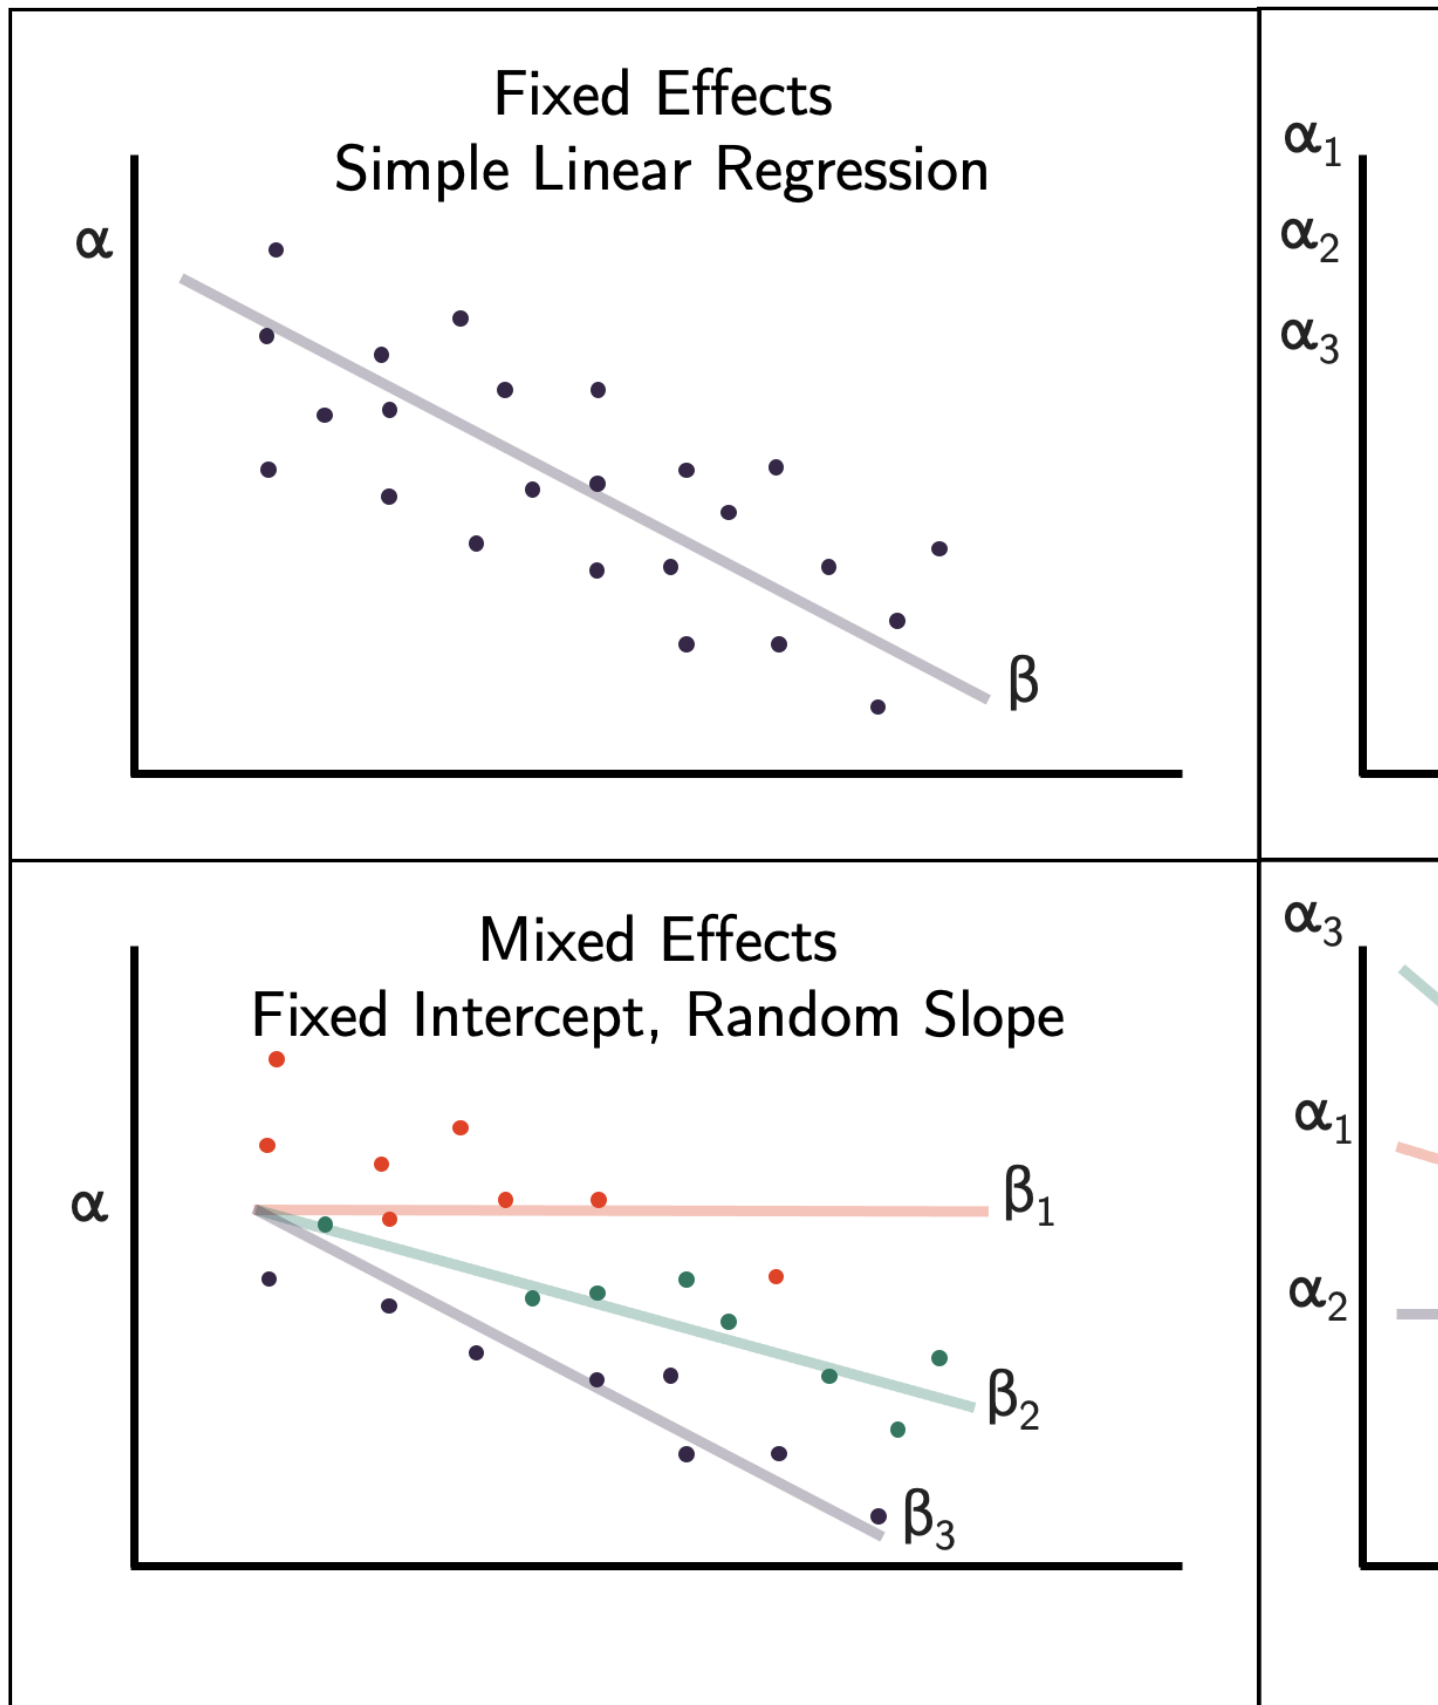 Fixed Effects
Simple Linear Regression
α
β
α₁
α₂
α₃
Mixed Effects
Fixed Intercept, Random Slope
α
β₁
β₂
β₃
α₃
α₁
α₂